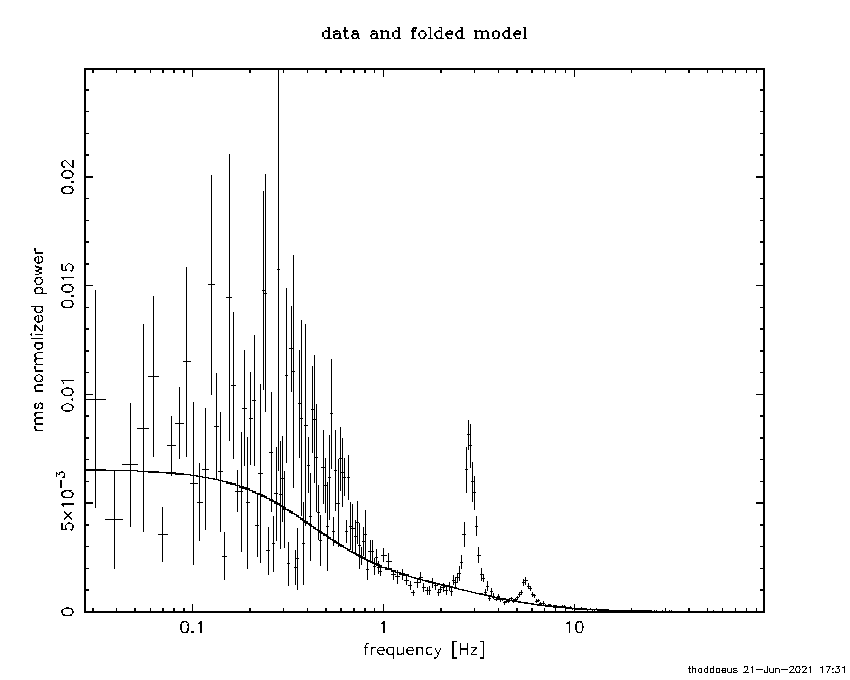 data and folded model
rms normalized power
0.02
0.015
0.01
5×10⁻³
0
0.1
1
10
frequency [Hz]
thaddaeus 21-Jun-2021 17:31